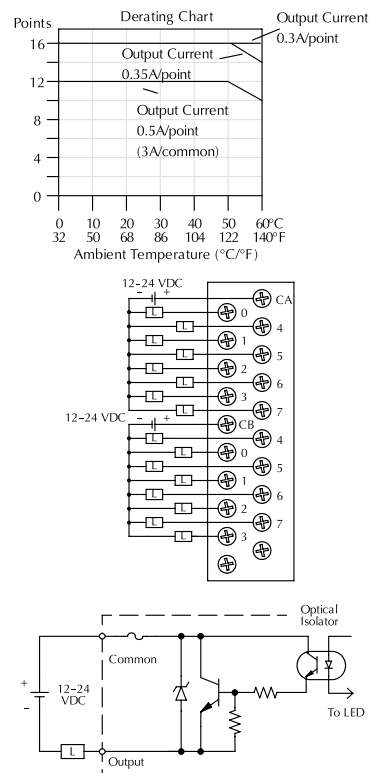 Derating Chart
Points
Output Current
0.3A/point
16
Output Current
0.35A/point
12
Output Current
0.5A/point
(3A/common)
8
4
0
0 10 20 30 40 50 60°C
32 50 68 86 104 122 140°F
Ambient Temperature (°C/°F)
12–24 VDC
– +
CA
L 0
L 4
L 1
L 5
L 2
L 6
L 3
L 7
12–24 VDC – +
CB
L 4
L 0
L 5
L 1
L 6
L 2
L 7
L 3
Optical
Isolator
Common
+
12–24
VDC
–
To LED
L
Output